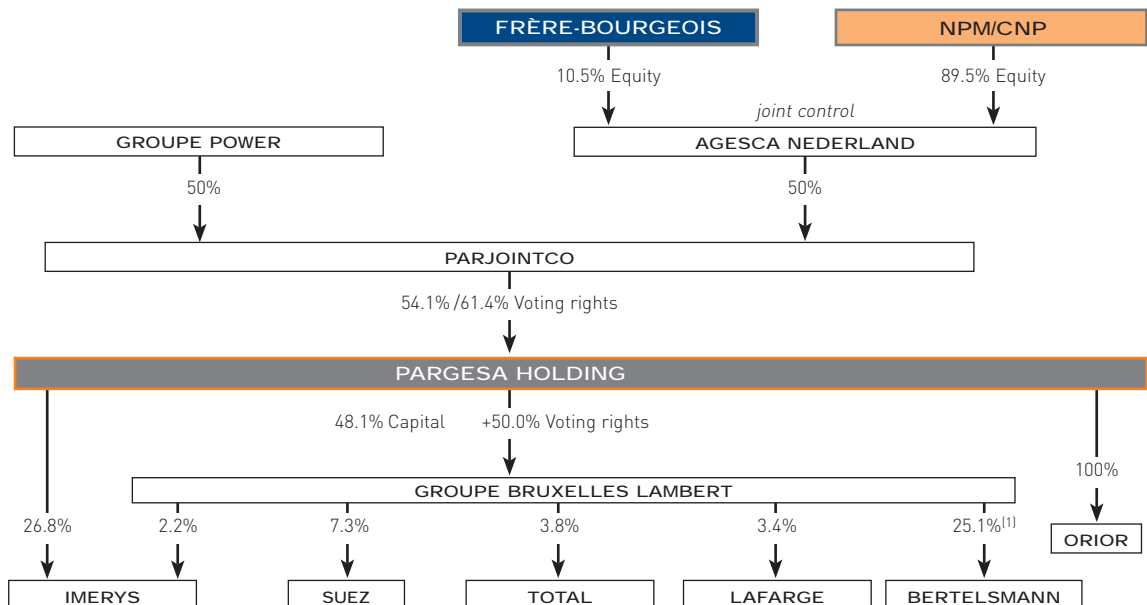 FRÈRE-BOURGEOIS
NPM/CNP
10.5% Equity
89.5% Equity
joint control
GROUPE POWER
AGESCA NEDERLAND
50%
50%
PARJOINTCO
54.1% /61.4% Voting rights
PARGESA HOLDING
48.1% Capital +50.0% Voting rights
100%
GROUPE BRUXELLES LAMBERT
26.8%
2.2%
7.3%
3.8%
3.4%
25.1%[1]
ORIOR
IMERYS
SUEZ
TOTAL
LAFARGE
BERTELSMANN